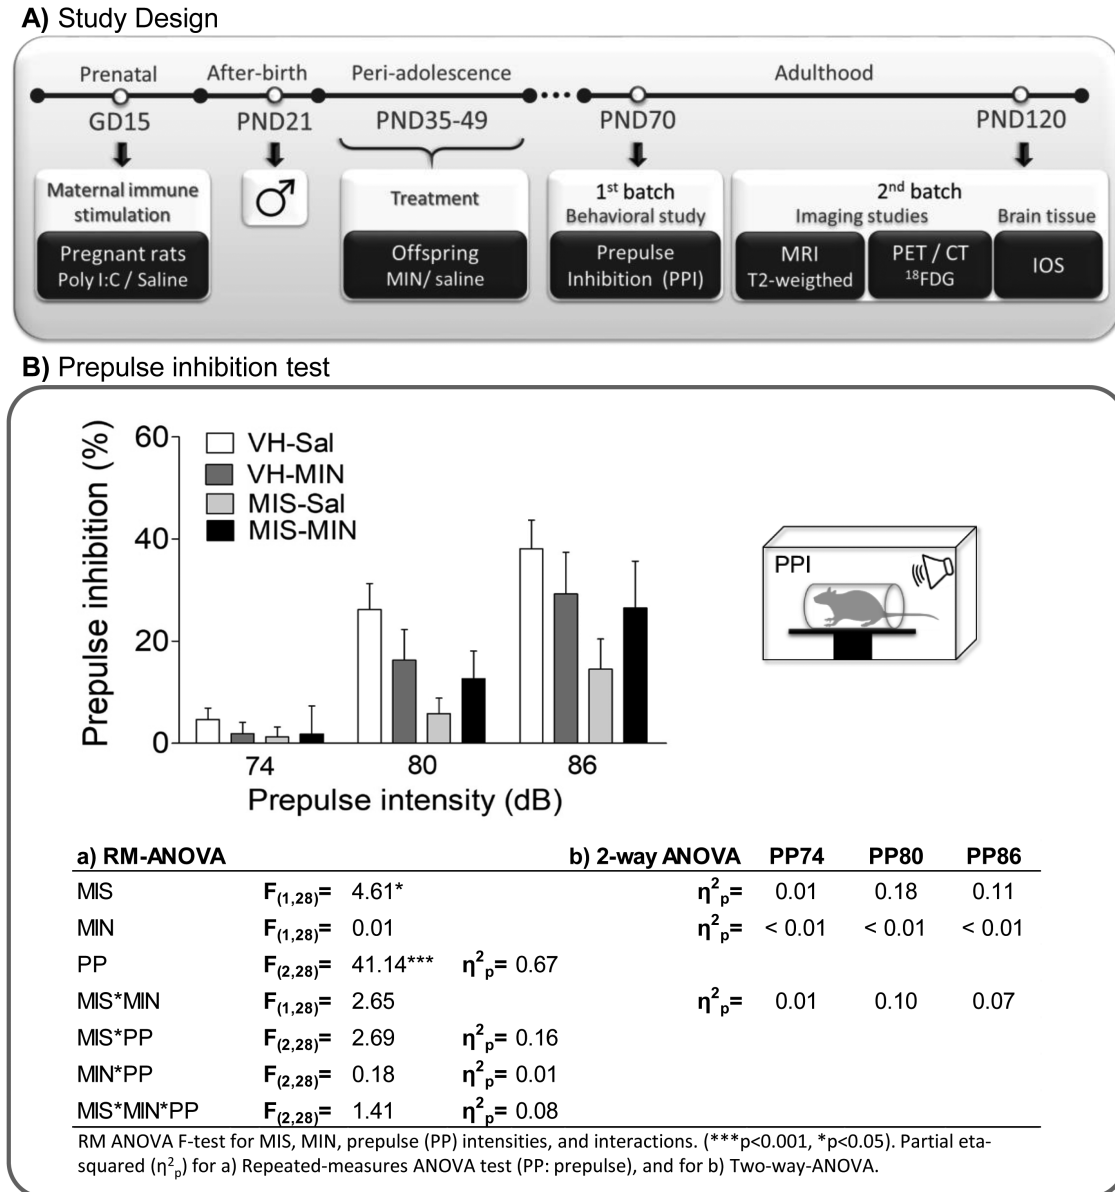 A) Study Design
Prenatal After-birth Peri-adolescence Adulthood
GD15 PND21 PND35-49 PND70 PND120
Maternal immune stimulation
Pregnant rats
Poly I:C / Saline
Treatment
Offspring
MIN/ saline
1st batch
Behavioral study
Prepulse
Inhibition (PPI)
2nd batch
Imaging studies Brain tissue
MRI
T2-weigthed
PET / CT
18FDG
IOS
B) Prepulse inhibition test
Prepulse inhibition (%)
60
40
20
0
VH-Sal
VH-MIN
MIS-Sal
MIS-MIN
74 80 86
Prepulse intensity (dB)
PPI
a) RM-ANOVA b) 2-way ANOVA PP74 PP80 PP86
MIS F(1,28)= 4.61* η²p= 0.01 0.18 0.11
MIN F(1,28)= 0.01 η²p= < 0.01 < 0.01 < 0.01
PP F(2,28)= 41.14*** η²p= 0.67
MIS*MIN F(1,28)= 2.65 η²p= 0.01 0.10 0.07
MIS*PP F(2,28)= 2.69 η²p= 0.16
MIN*PP F(2,28)= 0.18 η²p= 0.01
MIS*MIN*PP F(2,28)= 1.41 η²p= 0.08
RM ANOVA F-test for MIS, MIN, prepulse (PP) intensities, and interactions. (***p<0.001, *p<0.05). Partial eta-
squared (η²p) for a) Repeated-measures ANOVA test (PP: prepulse), and for b) Two-way-ANOVA.